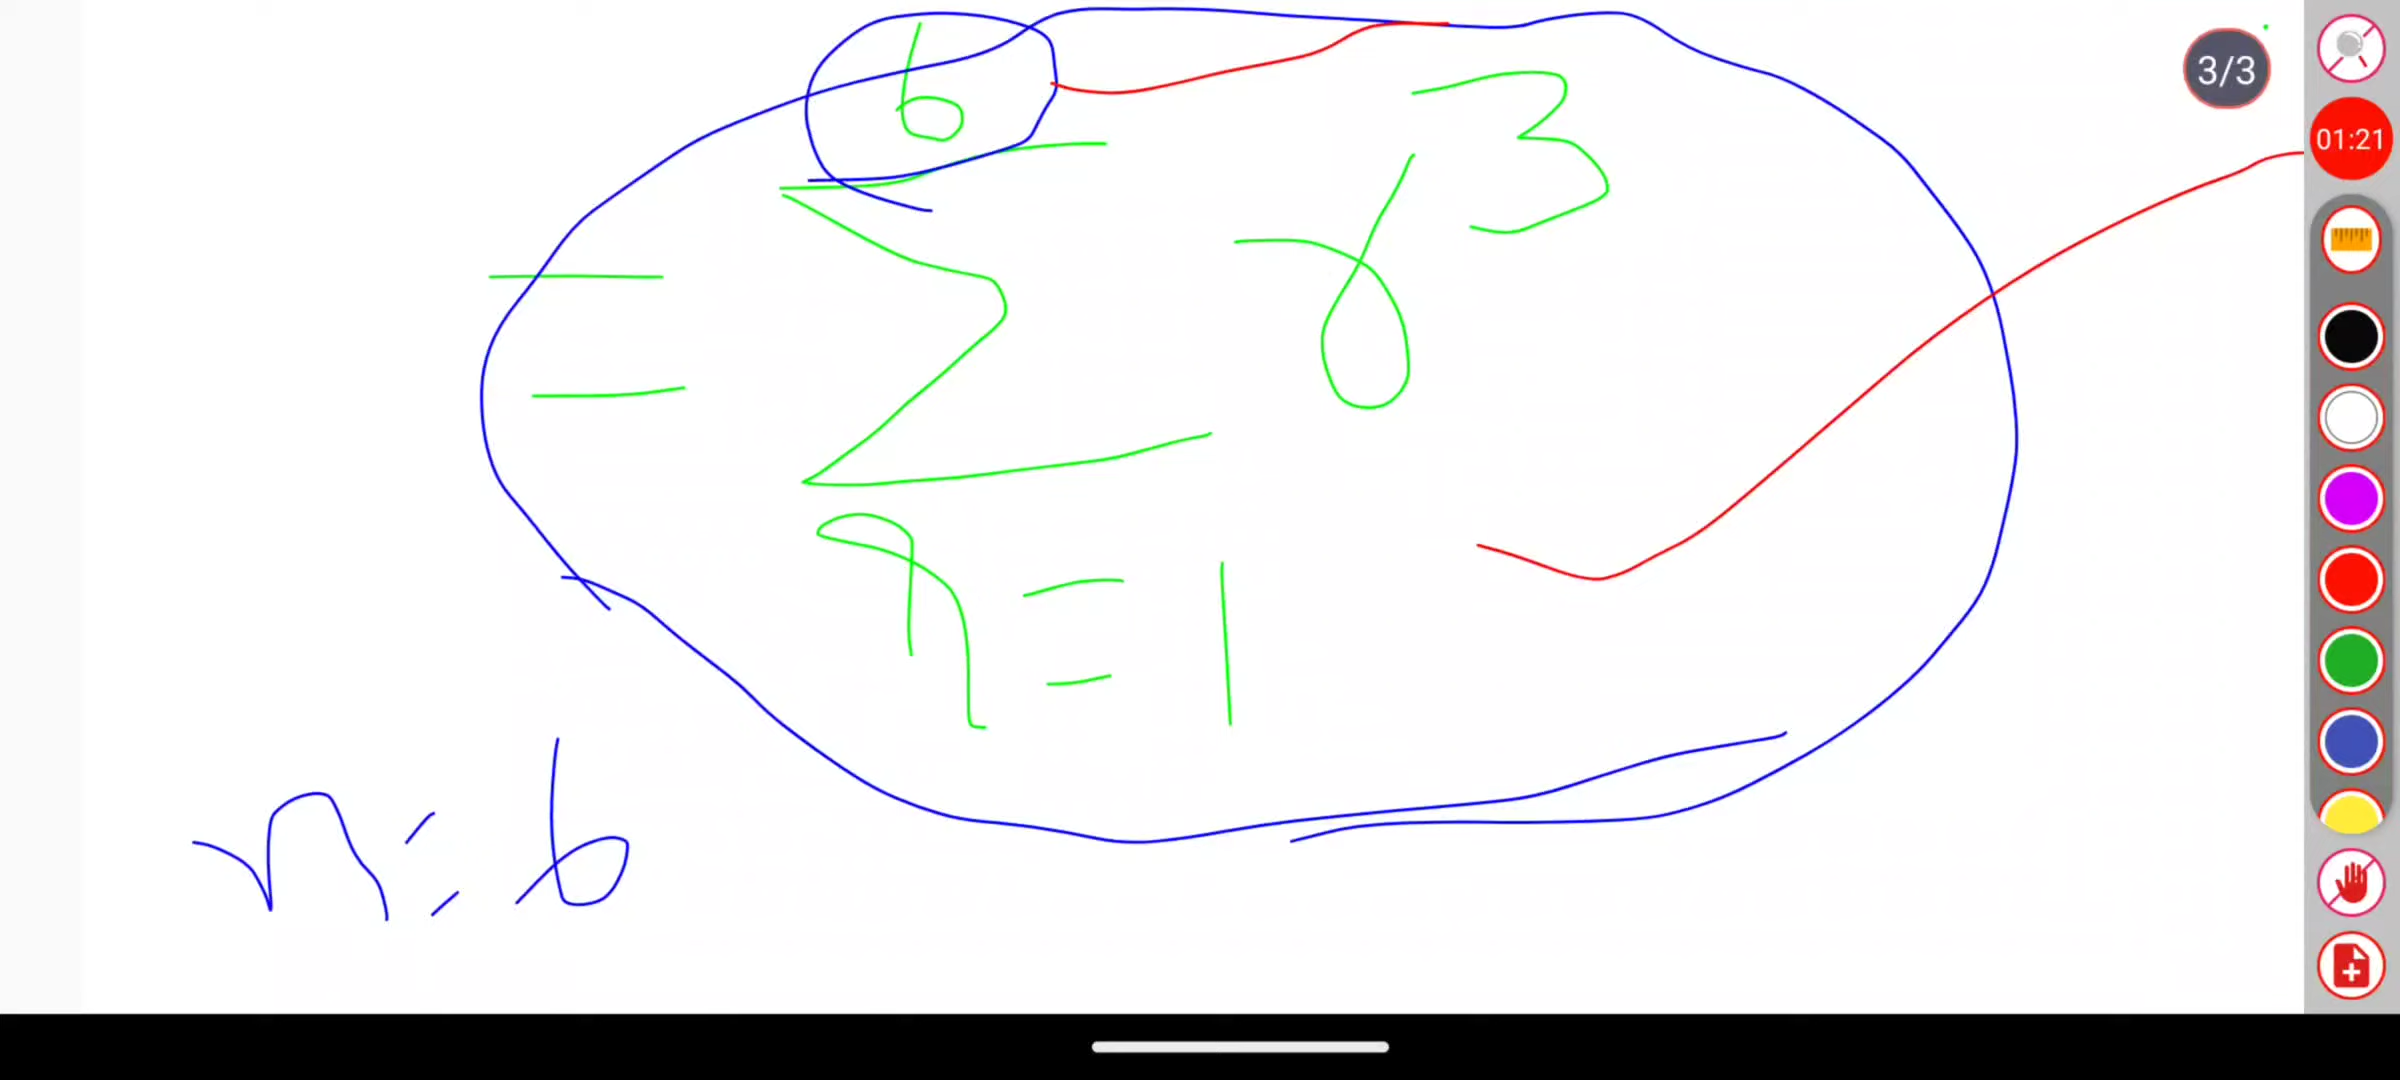 6
= Σ γ³
η = 1
n = 6
3/3
01:21